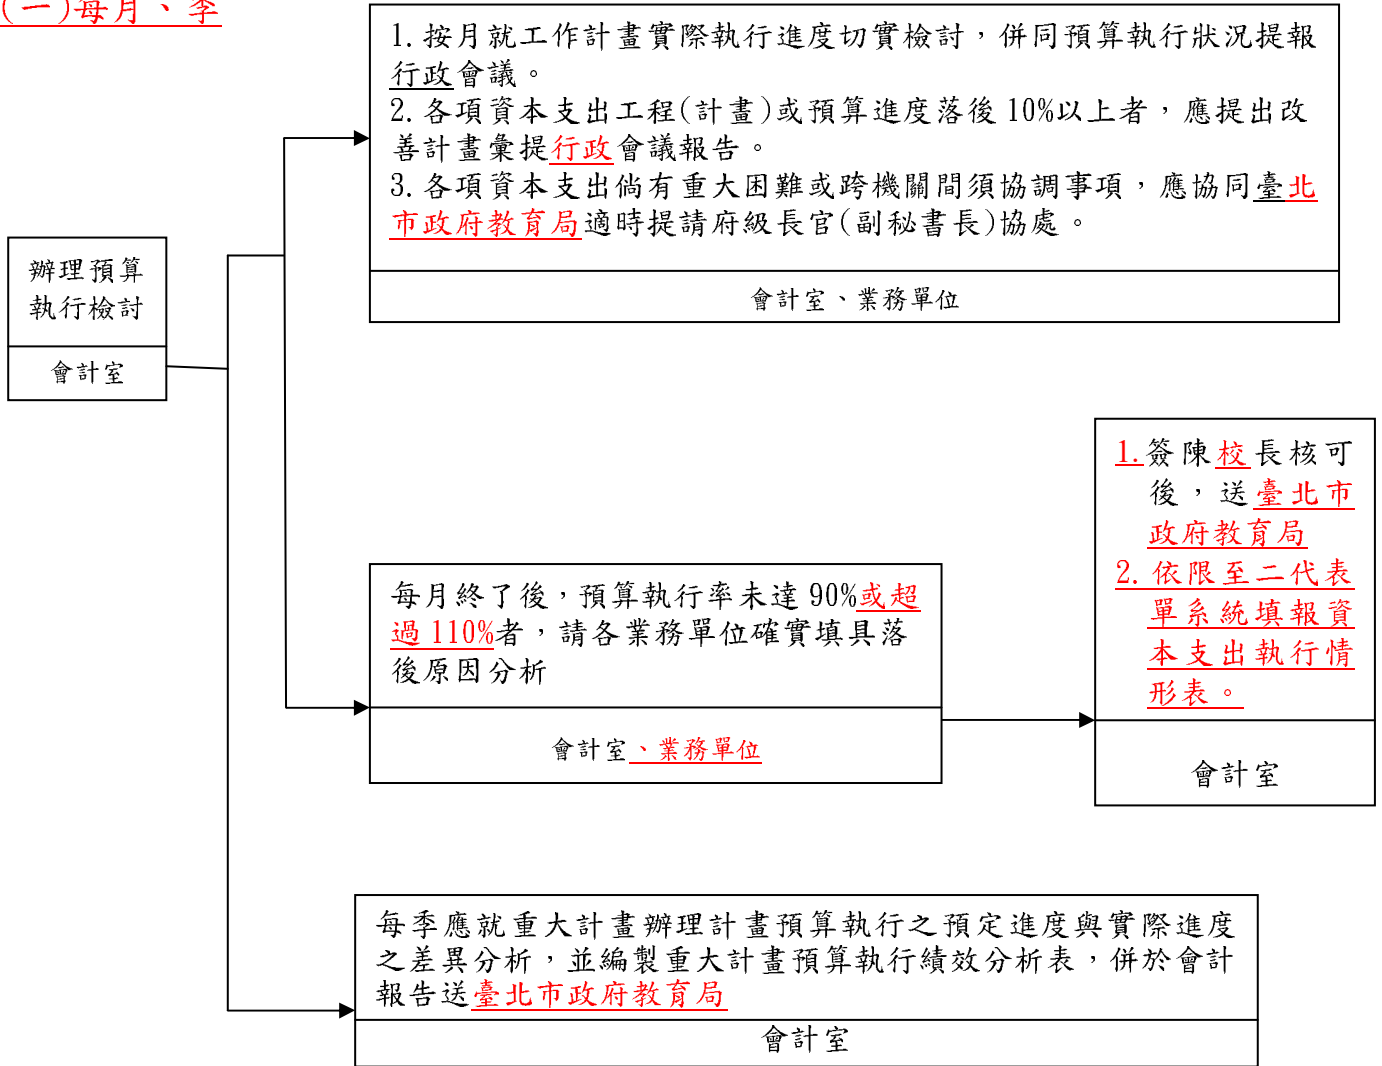 (一)每月、季
1.按月就工作計畫實際執行進度切實檢討，併同預算執行狀況提報
行政會議。
2.各項資本支出工程(計畫)或預算進度落後10%以上者，應提出改
善計畫彙提行政會議報告。
3.各項資本支出倘有重大困難或跨機關間須協調事項，應協同臺北
市政府教育局適時提請府級長官(副秘書長)協處。
會計室、業務單位
辦理預算
執行檢討
會計室
每月終了後，預算執行率未達90%或超
過110%者，請各業務單位確實填具落
後原因分析
會計室、業務單位
1.簽陳校長核可
後，送臺北市
政府教育局
2.依限至二代表
單系統填報資
本支出執行情
形表。
會計室
每季應就重大計畫辦理計畫預算執行之預定進度與實際進度
之差異分析，並編製重大計畫預算執行績效分析表，併於會計
報告送臺北市政府教育局
會計室